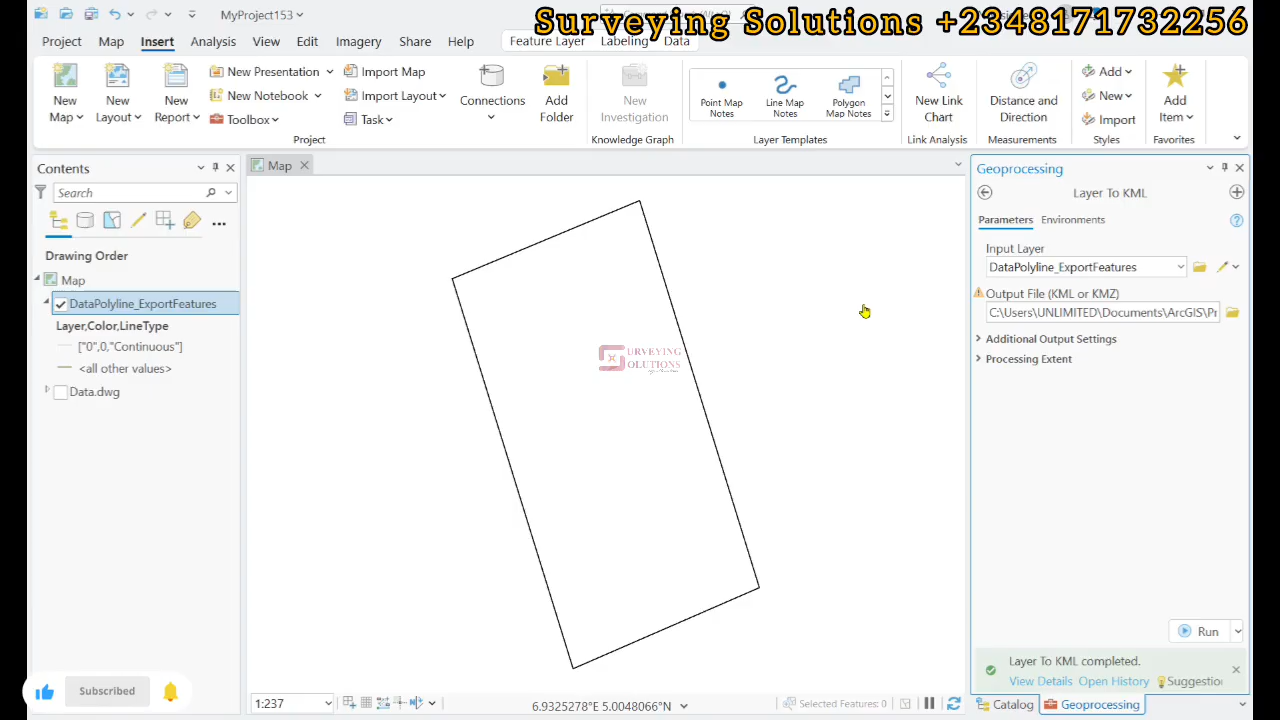 Surveying Solutions +2348171732256
MyProject153
Project Map Insert Analysis View Edit Imagery Share Help Feature Layer Labeling Data
New Map
New Layout
New Report
New Presentation
New Notebook
Toolbox
Import Map
Import Layout
Task
Connections
Add Folder
Project
New Investigation
Knowledge Graph
Point Map Notes
Line Map Notes
Polygon Map Notes
Layer Templates
New Link Chart
Link Analysis
Distance and Direction
Measurements
Add
New
Import
Styles
Add Item
Favorites
Contents
Search
Drawing Order
Map
DataPolyline_ExportFeatures
Layer,Color,LineType
["0",0,"Continuous"]
<all other values>
Data.dwg
Map
SURVEYING
SOLUTIONS
Geoprocessing
Layer To KML
Parameters Environments
Input Layer
DataPolyline_ExportFeatures
Output File (KML or KMZ)
C:\Users\UNLIMITED\Documents\ArcGIS\Pr
Additional Output Settings
Processing Extent
Run
Layer To KML completed.
View Details Open History Suggestion
Catalog Geoprocessing
1:237
6.9325278°E 5.0048066°N
Selected Features: 0
Subscribed